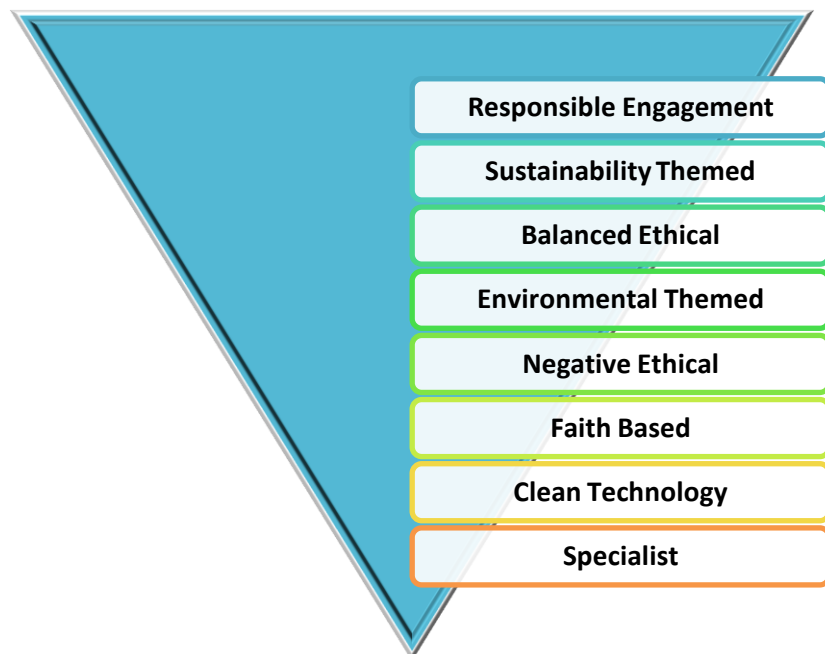 Responsible Engagement
Sustainability Themed
Balanced Ethical
Environmental Themed
Negative Ethical
Faith Based
Clean Technology
Specialist